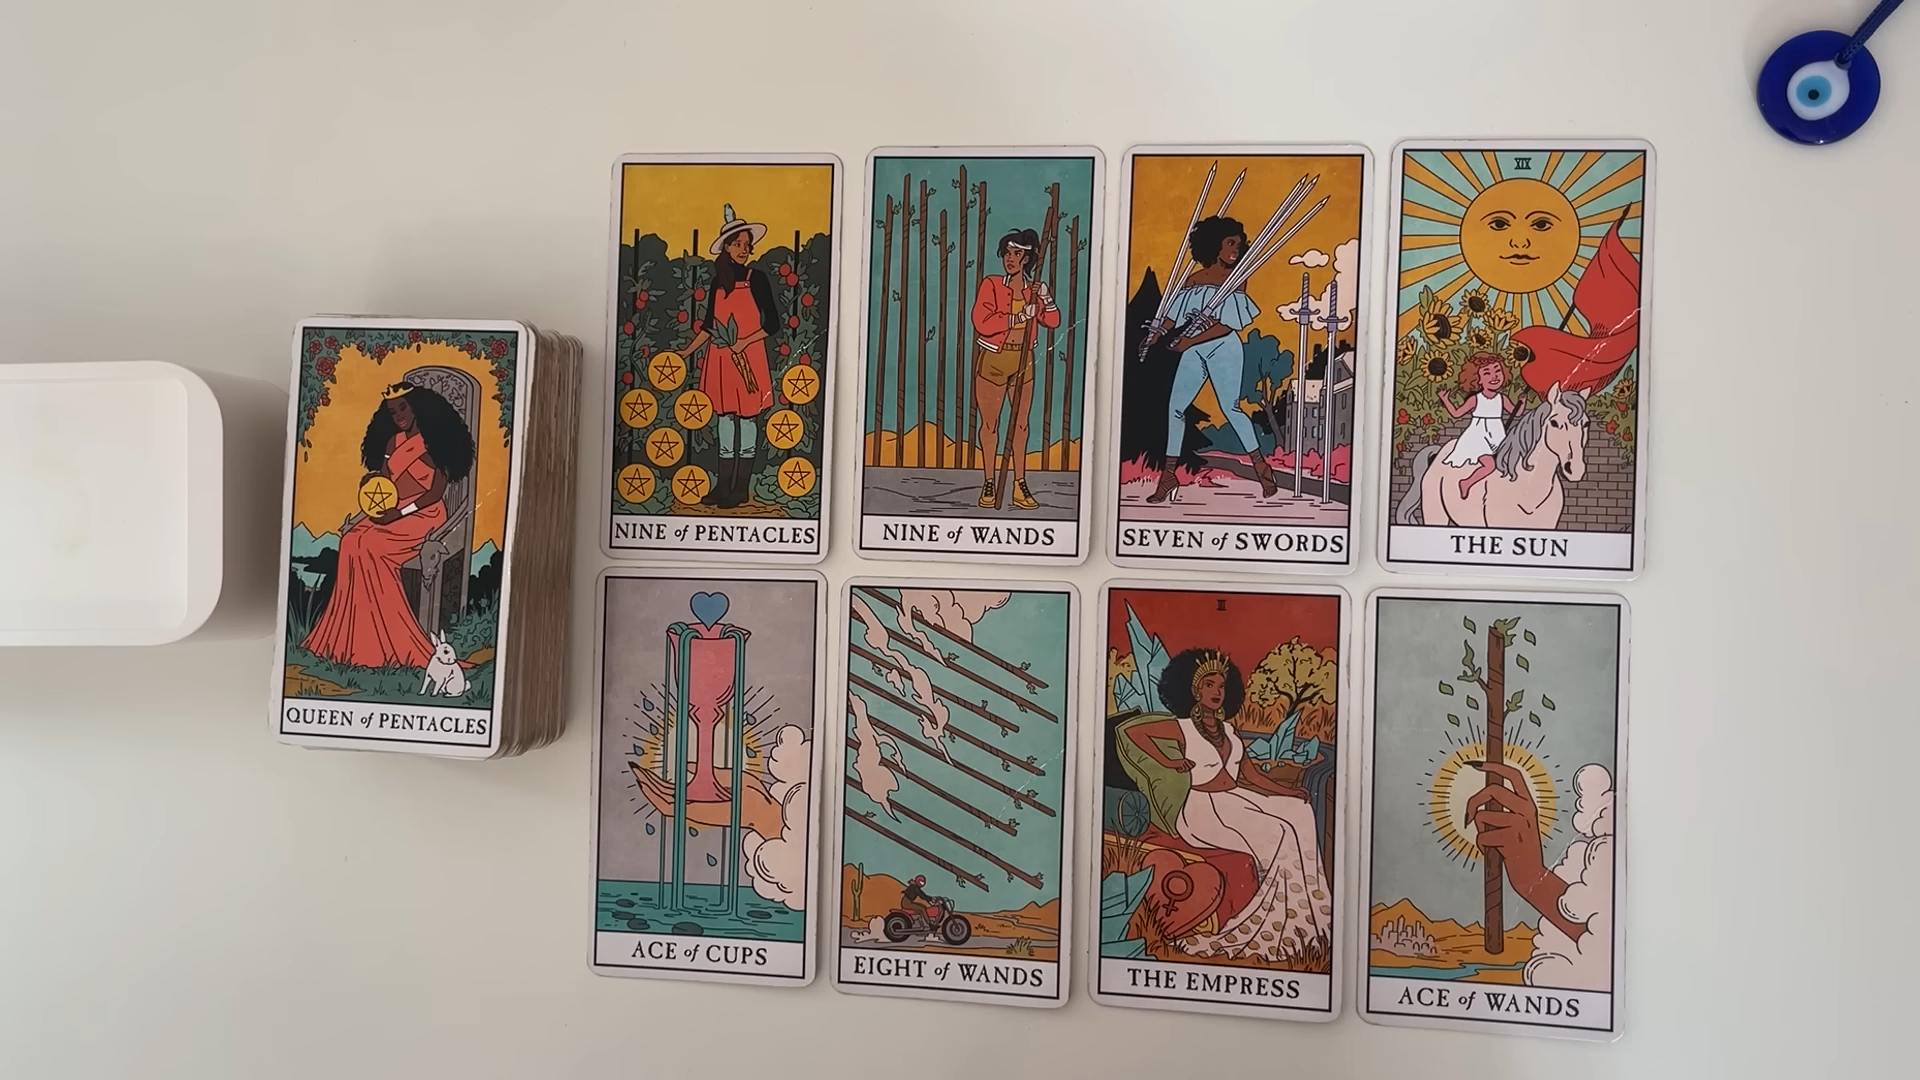 QUEEN of PENTACLES
NINE of PENTACLES
NINE of WANDS
SEVEN of SWORDS
XIX
THE SUN
ACE of CUPS
EIGHT of WANDS
III
THE EMPRESS
ACE of WANDS